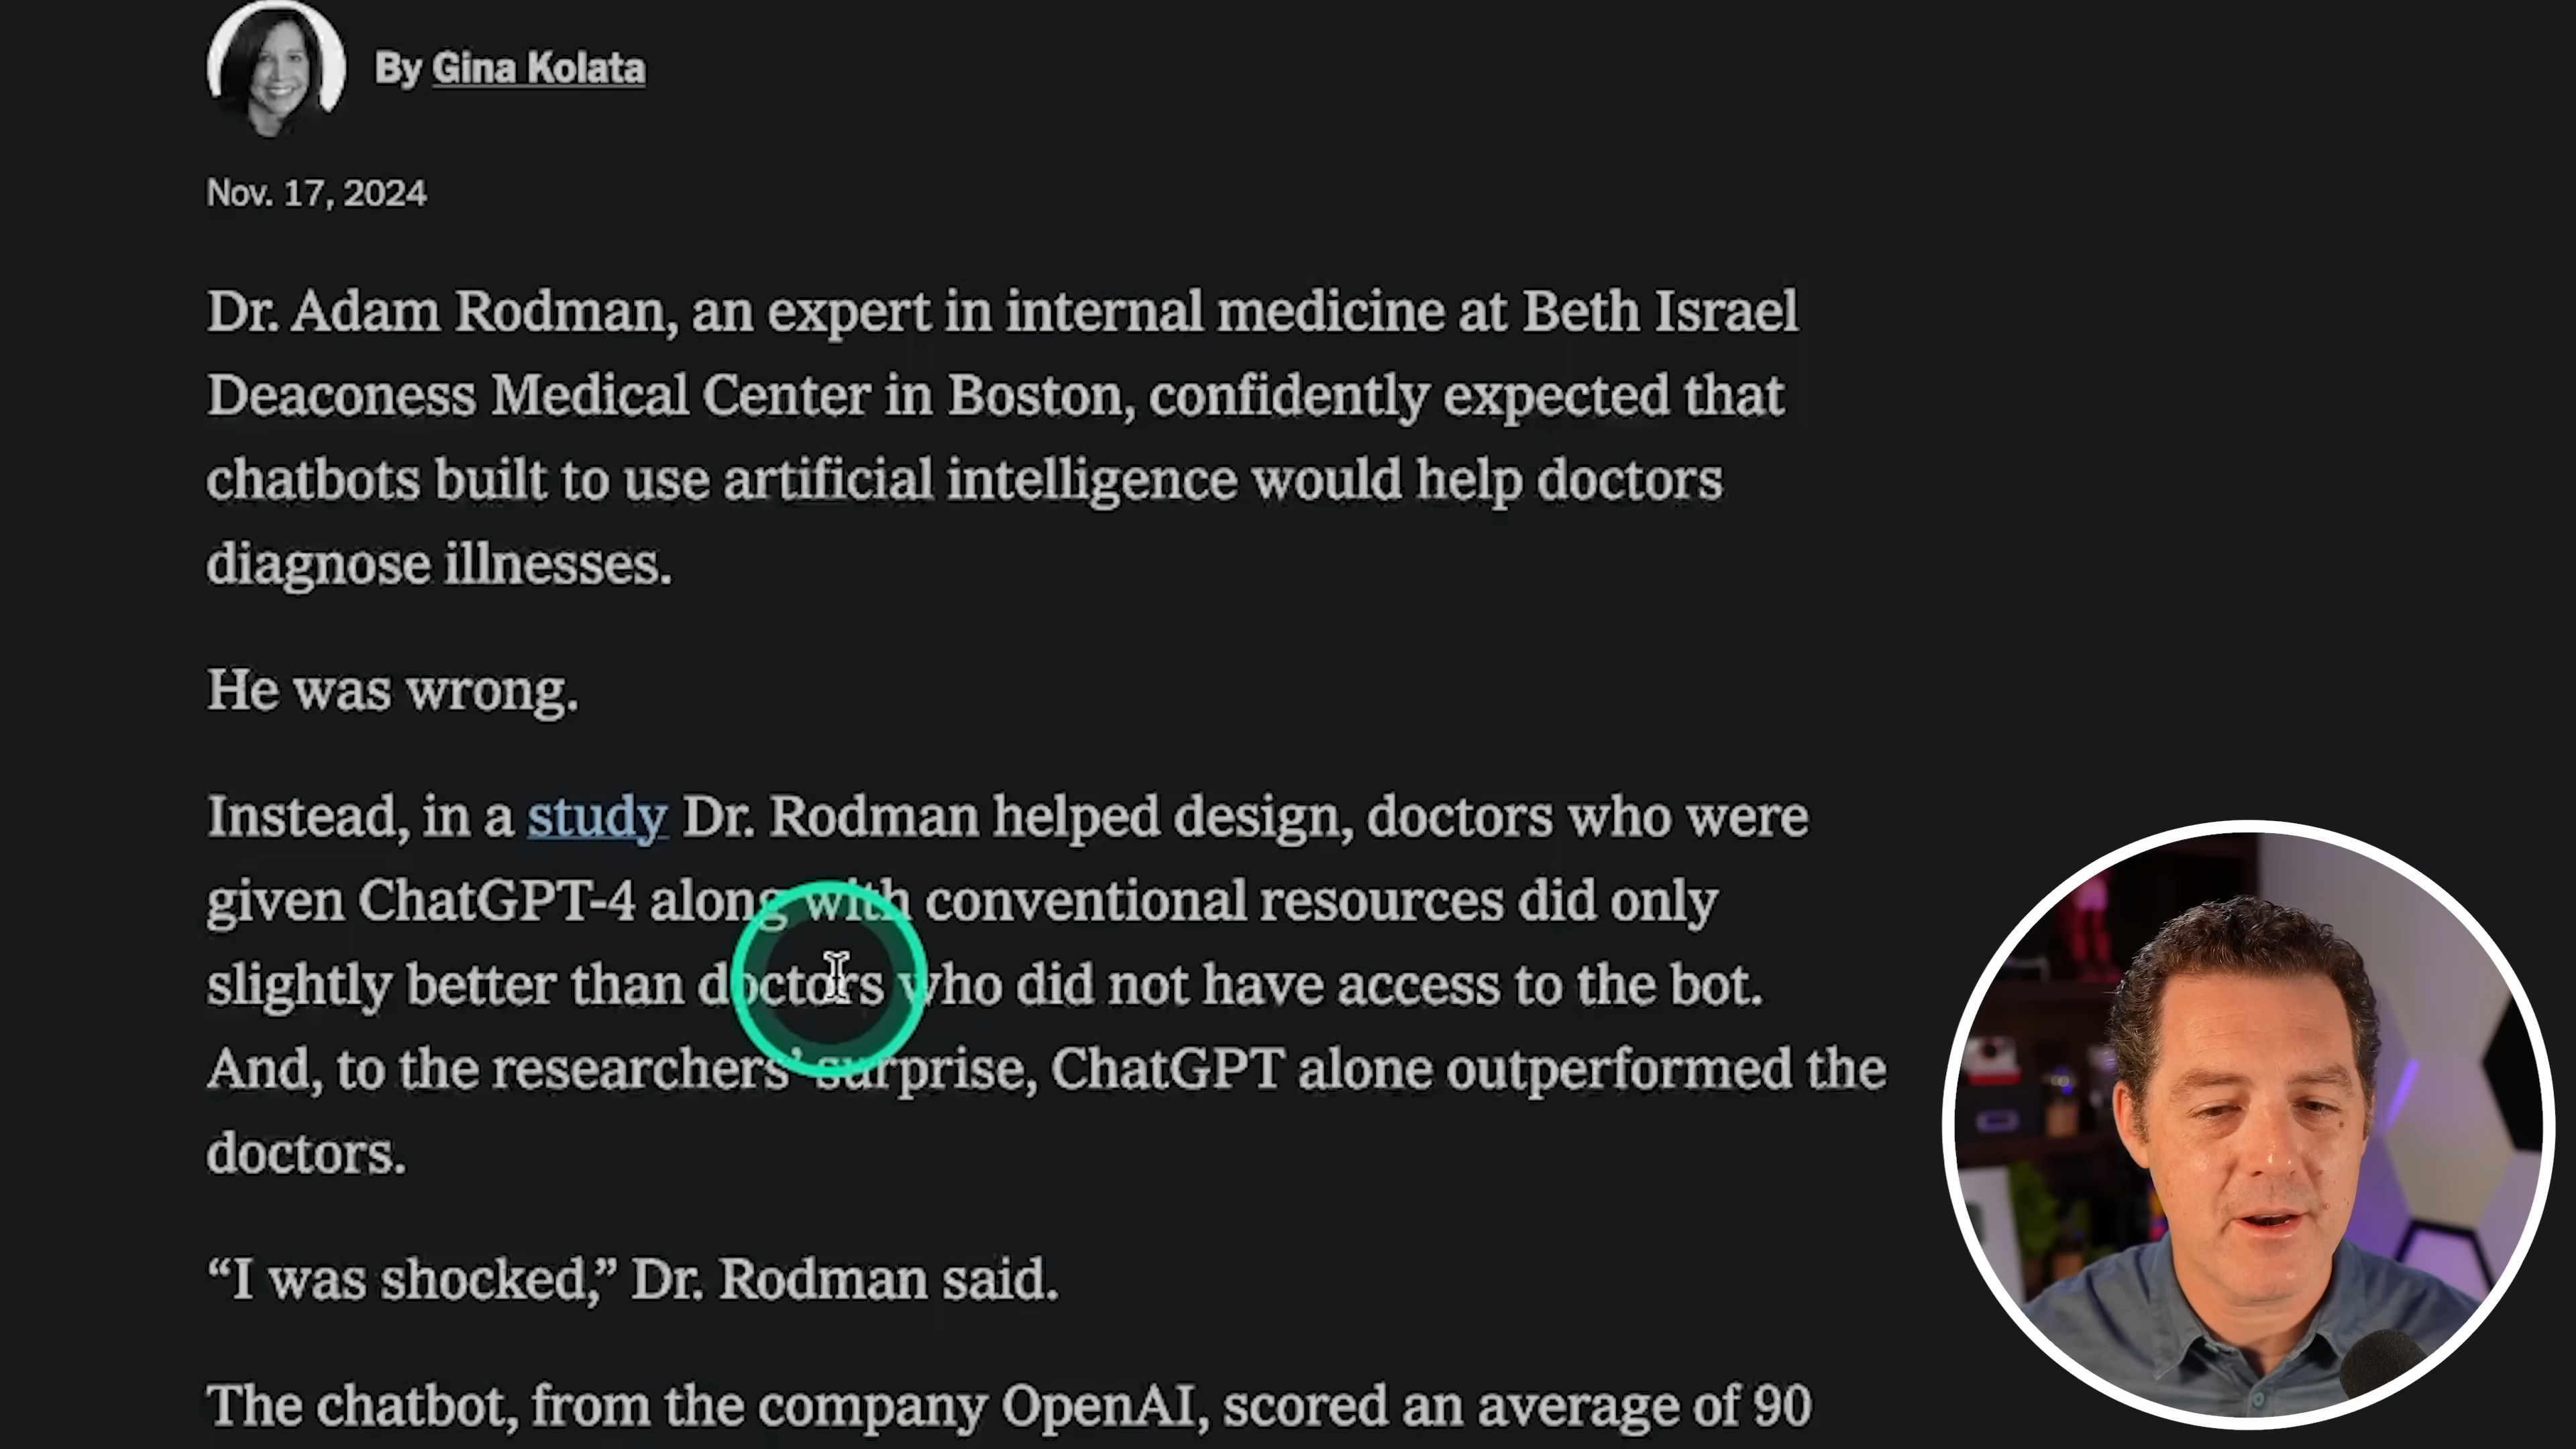 By Gina Kolata
Nov. 17, 2024
Dr. Adam Rodman, an expert in internal medicine at Beth Israel
Deaconess Medical Center in Boston, confidently expected that
chatbots built to use artificial intelligence would help doctors
diagnose illnesses.
He was wrong.
Instead, in a study Dr. Rodman helped design, doctors who were
given ChatGPT-4 along with conventional resources did only
slightly better than doctors who did not have access to the bot.
And, to the researchers’ surprise, ChatGPT alone outperformed the
doctors.
“I was shocked,” Dr. Rodman said.
The chatbot, from the company OpenAI, scored an average of 90